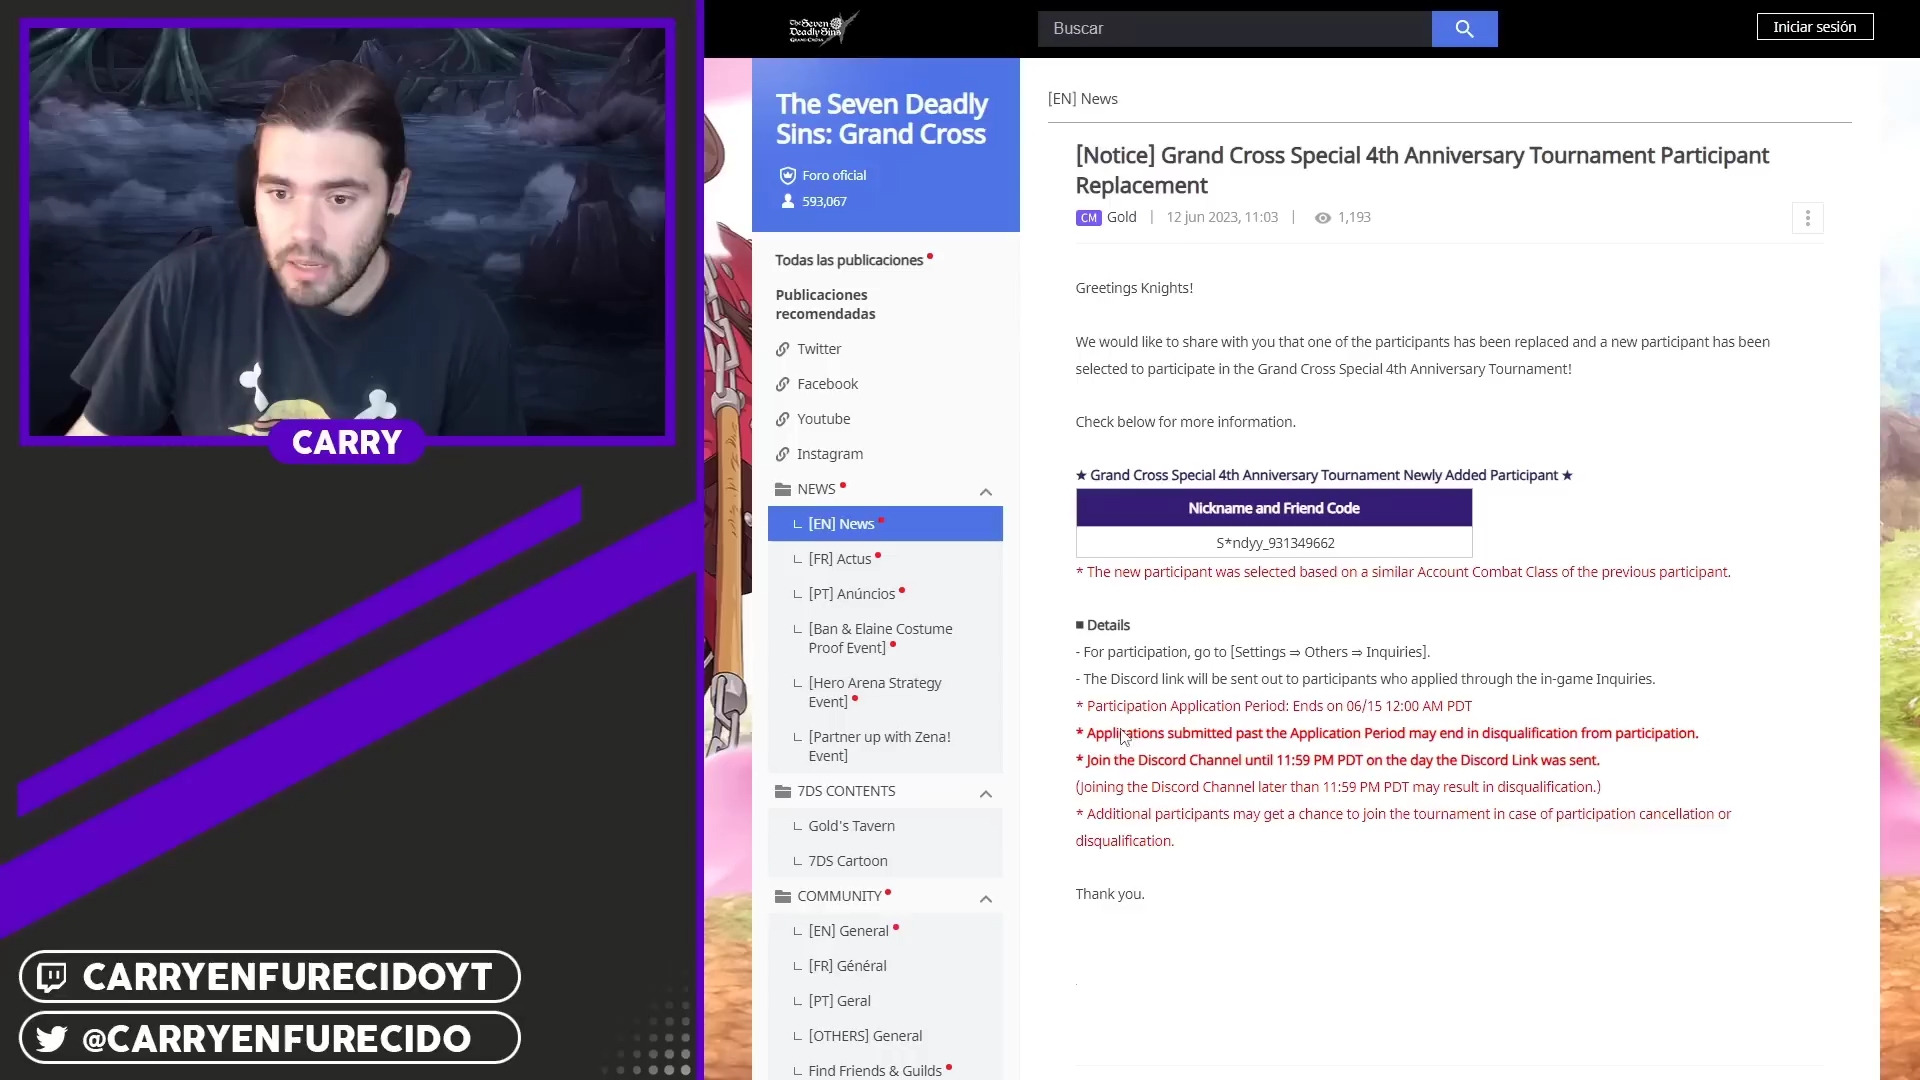 The Seven
Deadly Sins
GRAND CROSS
Buscar
Iniciar sesión
CARRY
CARRYENFURECIDOYT
@CARRYENFURECIDO
The Seven Deadly
Sins: Grand Cross
Foro oficial
593,067
Todas las publicaciones
Publicaciones
recomendadas
Twitter
Facebook
Youtube
Instagram
NEWS
[EN] News
[FR] Actus
[PT] Anúncios
[Ban & Elaine Costume
Proof Event]
[Hero Arena Strategy
Event]
[Partner up with Zena!
Event]
7DS CONTENTS
Gold's Tavern
7DS Cartoon
COMMUNITY
[EN] General
[FR] Général
[PT] Geral
[OTHERS] General
Find Friends & Guilds
[EN] News
[Notice] Grand Cross Special 4th Anniversary Tournament Participant
Replacement
CM Gold | 12 jun 2023, 11:03 | 1,193
Greetings Knights!
We would like to share with you that one of the participants has been replaced and a new participant has been
selected to participate in the Grand Cross Special 4th Anniversary Tournament!
Check below for more information.
★ Grand Cross Special 4th Anniversary Tournament Newly Added Participant ★
Nickname and Friend Code
S*ndyy_931349662
* The new participant was selected based on a similar Account Combat Class of the previous participant.
■ Details
- For participation, go to [Settings ⇒ Others ⇒ Inquiries].
- The Discord link will be sent out to participants who applied through the in-game Inquiries.
* Participation Application Period: Ends on 06/15 12:00 AM PDT
* Applications submitted past the Application Period may end in disqualification from participation.
* Join the Discord Channel until 11:59 PM PDT on the day the Discord Link was sent.
(Joining the Discord Channel later than 11:59 PM PDT may result in disqualification.)
* Additional participants may get a chance to join the tournament in case of participation cancellation or
disqualification.
Thank you.
.